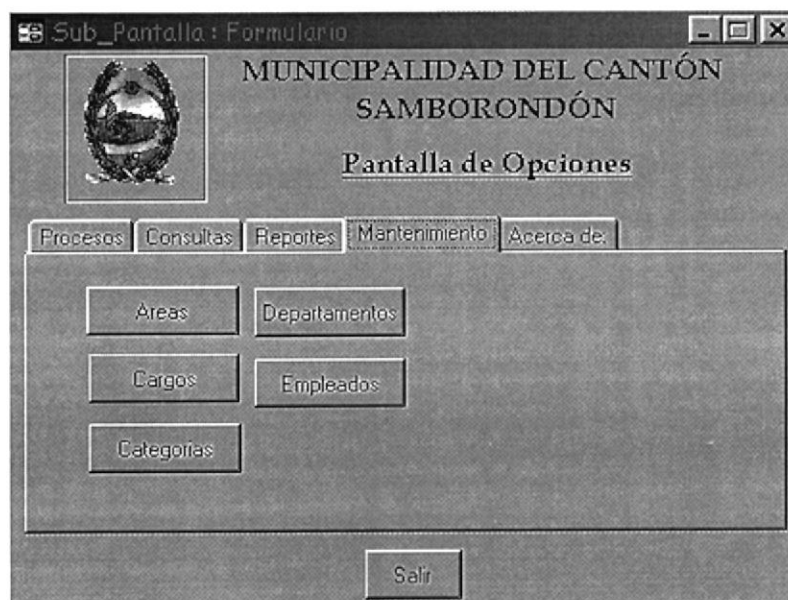 Sub_Pantalla : Formulario
MUNICIPALIDAD DEL CANTÓN
SAMBORONDÓN
Pantalla de Opciones
Procesos Consultas Reportes Mantenimiento Acerca de:
Areas Departamentos
Cargos Empleados
Categorías
Salir